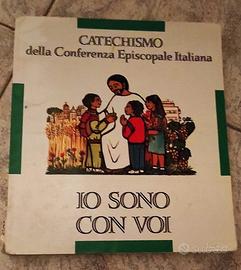 CATECHISMO
della Conferenza Episcopale Italiana
IO SONO
CON VOI